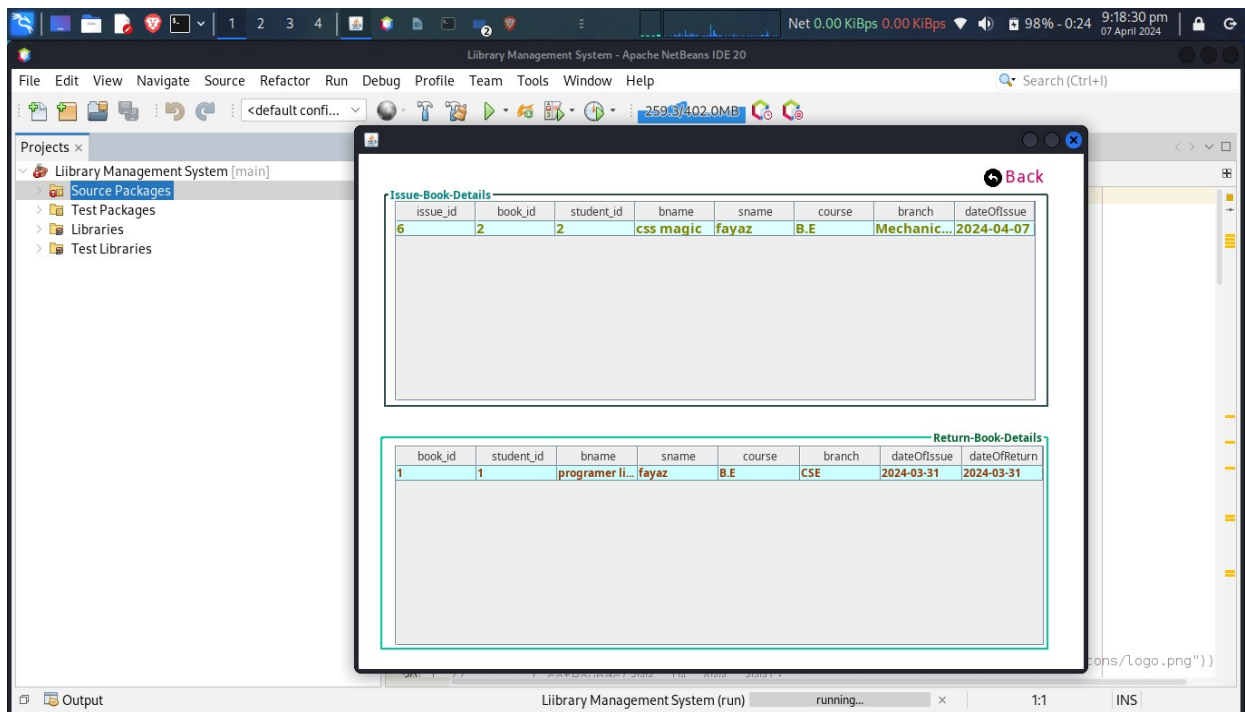 1 2 3 4 2 Net 0.00 KiBps 0.00 KiBps 98% - 0:24 9:18:30 pm
07 April 2024
Liibrary Management System - Apache NetBeans IDE 20
File Edit View Navigate Source Refactor Run Debug Profile Team Tools Window Help Search (Ctrl+I)
<default confi... 259.3/402.0MB
Projects
Liibrary Management System [main]
Source Packages
Test Packages
Libraries
Test Libraries
Back
Issue-Book-Details
issue_id book_id student_id bname sname course branch dateOfIssue
6 2 2 css magic fayaz B.E Mechanic... 2024-04-07
Return-Book-Details
book_id student_id bname sname course branch dateOfIssue dateOfReturn
1 1 programer li... fayaz B.E CSE 2024-03-31 2024-03-31
cons/logo.png"))
Output Liibrary Management System (run) running... 1:1 INS